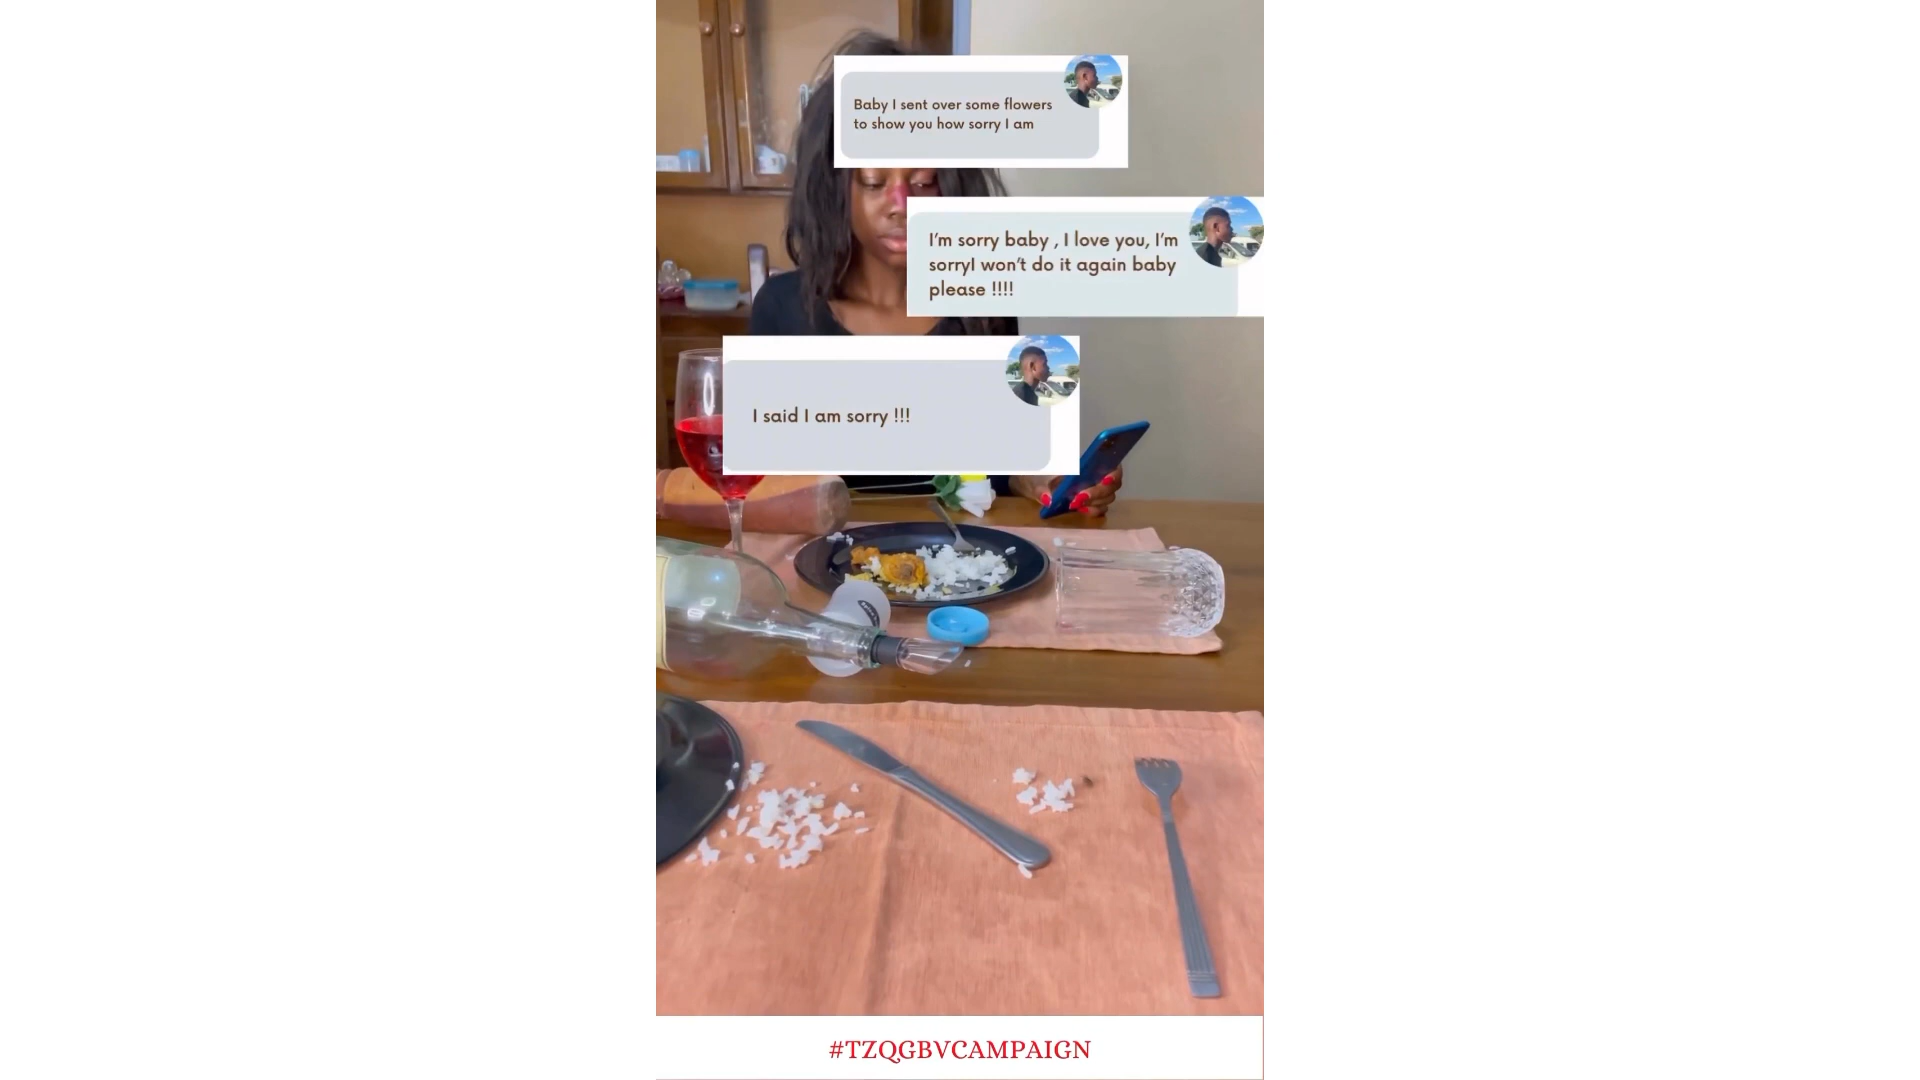 Baby I sent over some flowers
to show you how sorry I am
I'm sorry baby , I love you, I'm
sorryI won't do it again baby
please !!!!
I said I am sorry !!!
#TZQGBVCAMPAIGN